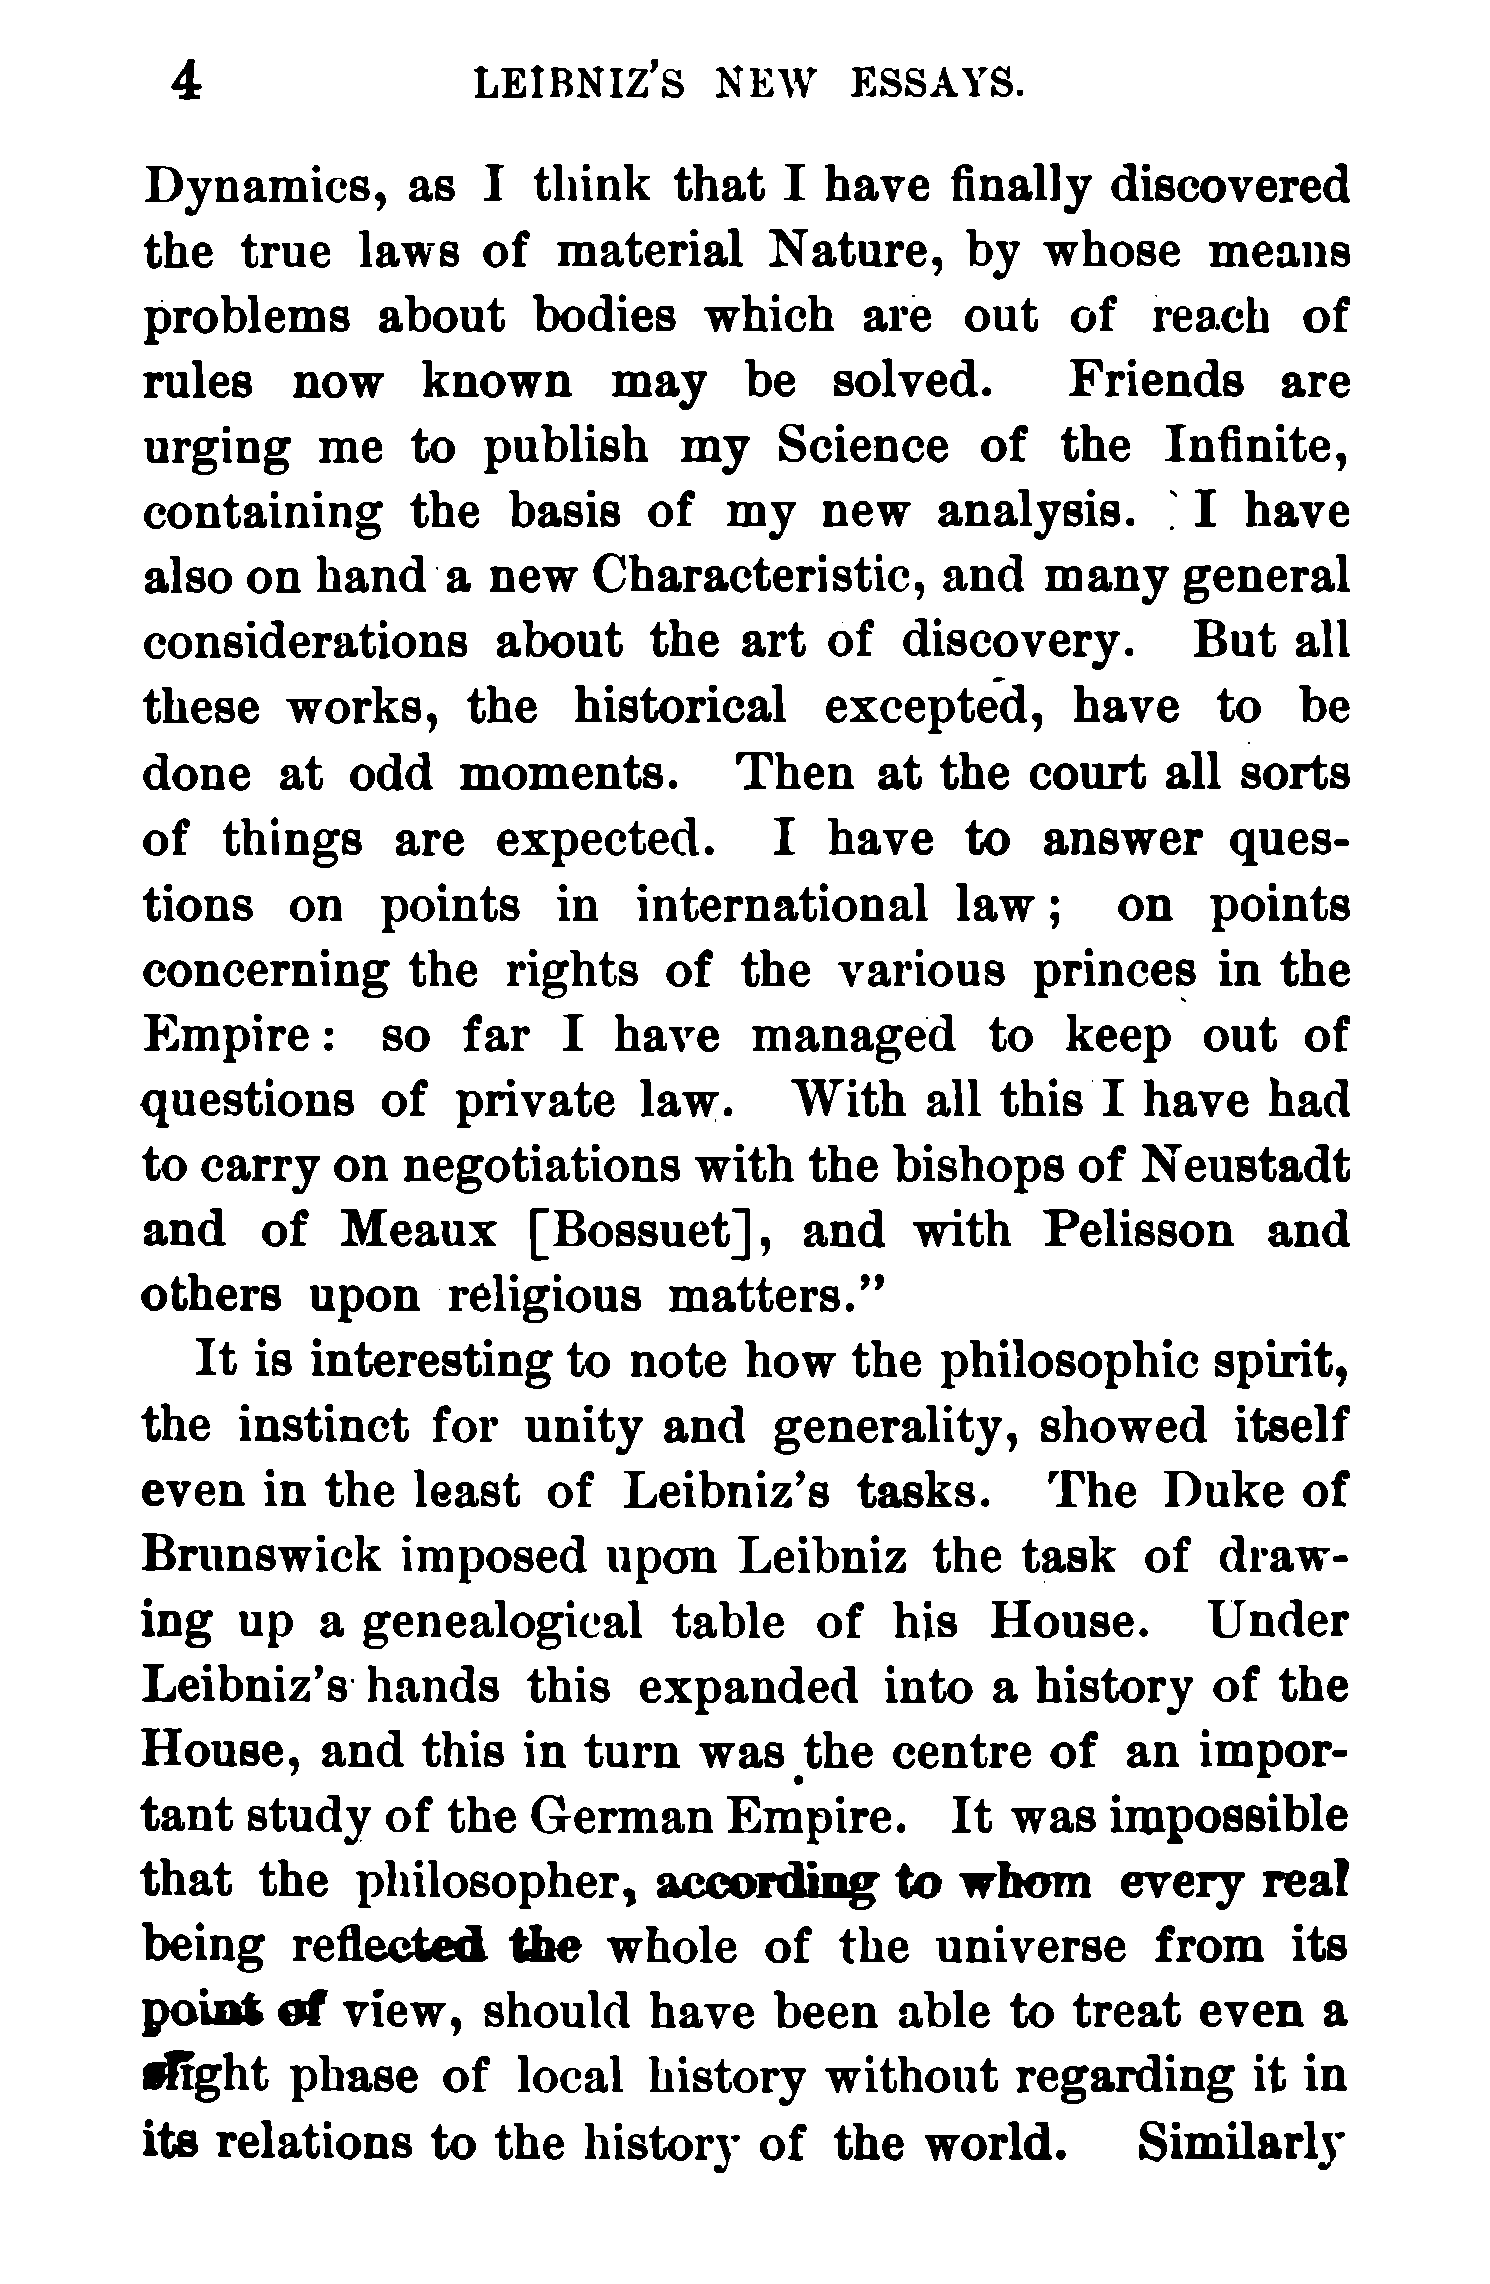 4 LEIBNIZ'S NEW ESSAYS.
Dynamics, as I think that I have finally discovered
the true laws of material Nature, by whose means
problems about bodies which are out of reach of
rules now known may be solved. Friends are
urging me to publish my Science of the Infinite,
containing the basis of my new analysis. I have
also on hand a new Characteristic, and many general
considerations about the art of discovery. But all
these works, the historical excepted, have to be
done at odd moments. Then at the court all sorts
of things are expected. I have to answer ques-
tions on points in international law; on points
concerning the rights of the various princes in the
Empire: so far I have managed to keep out of
questions of private law. With all this I have had
to carry on negotiations with the bishops of Neustadt
and of Meaux [Bossuet], and with Pelisson and
others upon religious matters."
It is interesting to note how the philosophic spirit,
the instinct for unity and generality, showed itself
even in the least of Leibniz's tasks. The Duke of
Brunswick imposed upon Leibniz the task of draw-
ing up a genealogical table of his House. Under
Leibniz's hands this expanded into a history of the
House, and this in turn was the centre of an impor-
tant study of the German Empire. It was impossible
that the philosopher, according to whom every real
being reflected the whole of the universe from its
point of view, should have been able to treat even a
slight phase of local history without regarding it in
its relations to the history of the world. Similarly